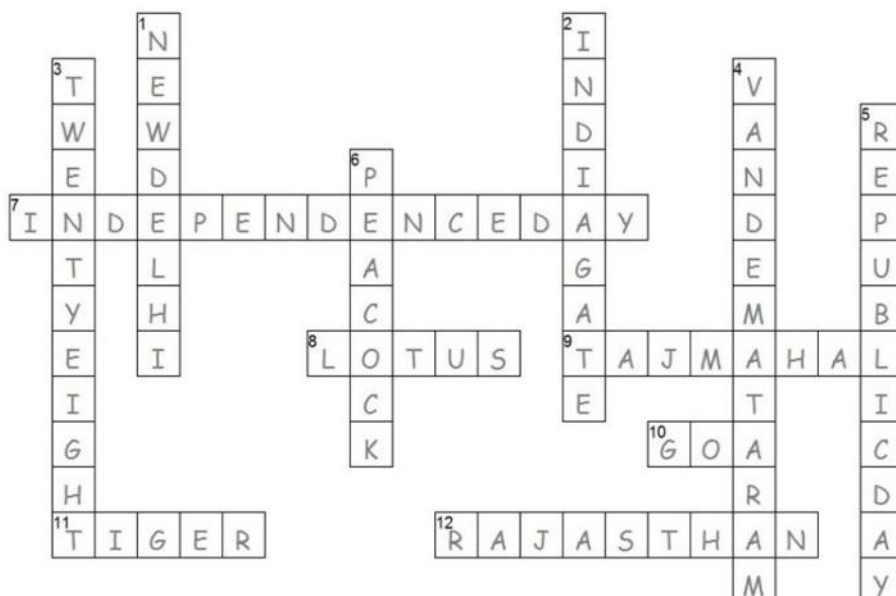 1 NEWDELHI
2 INDIAGATE
3 TWENTYEIGHT
4 VANDEMATARAM
5 REPUBLICDAY
6 PEACOCK
7 INDEPENDENCEDAY
8 LOTUS
9 TAJMAHAL
10 GOA
11 TIGER
12 RAJASTHAN